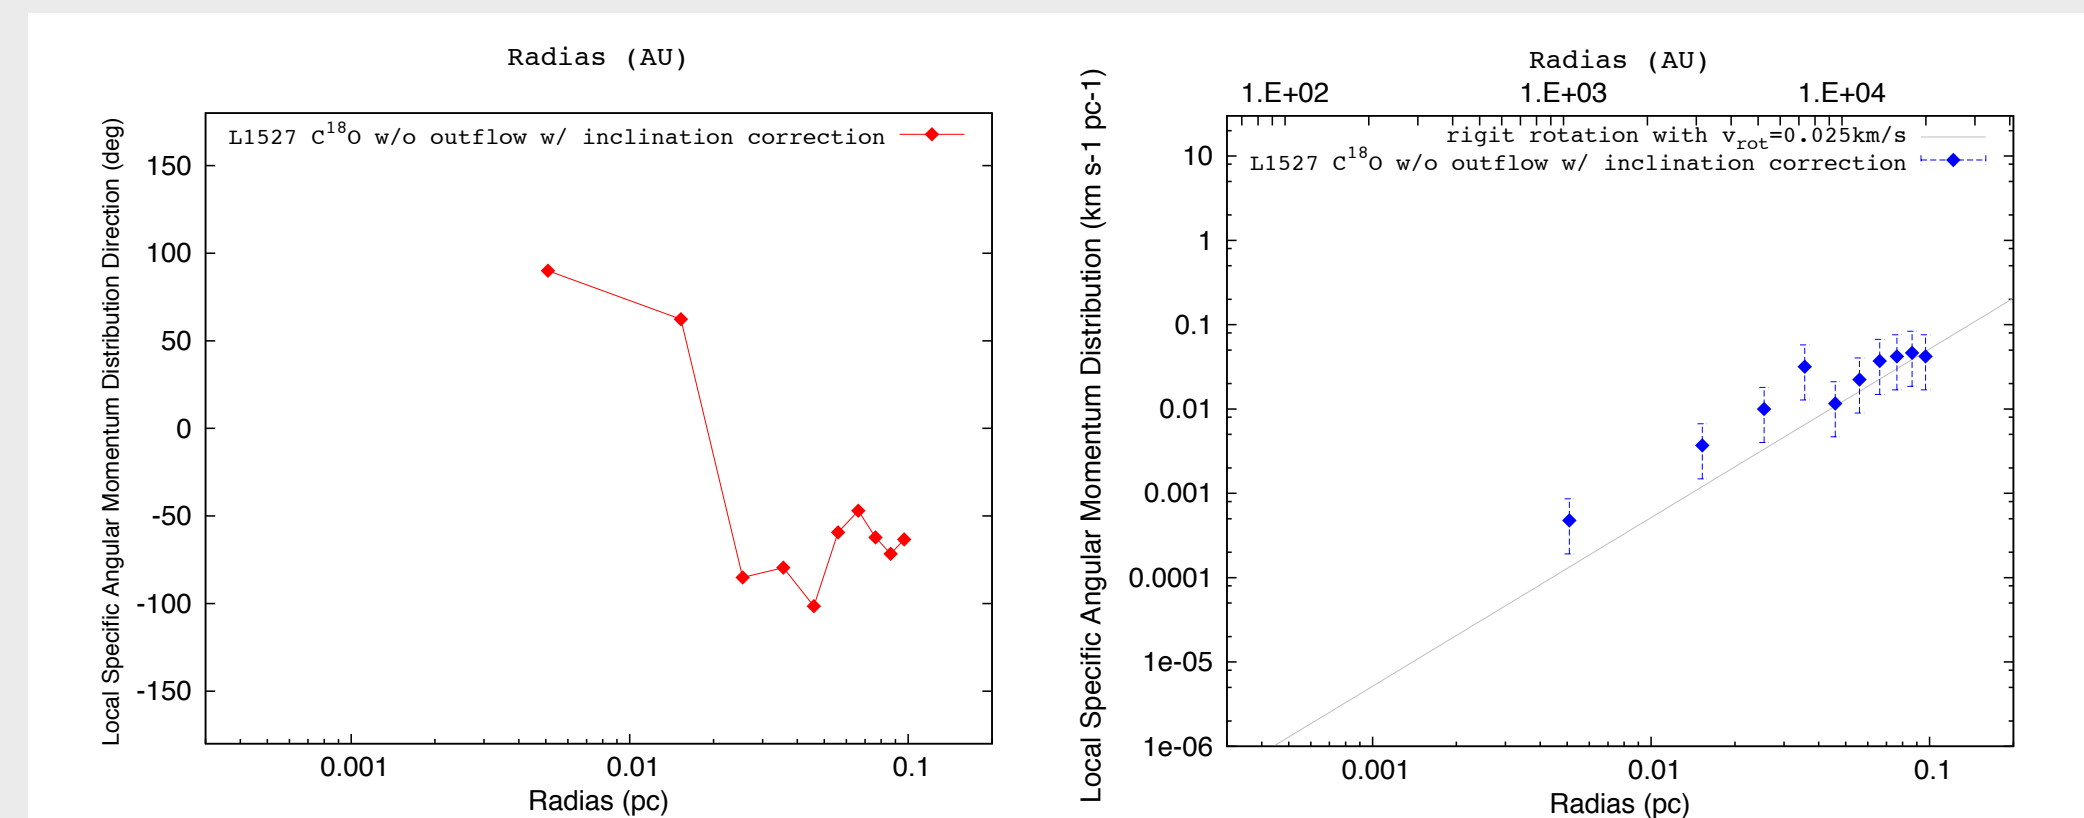 Radias (AU)
L1527 C18O w/o outflow w/ inclination correction
Local Specific Angular Momentum Distribution Direction (deg)
150
100
50
0
-50
-100
-150
0.001
0.01
0.1
Radias (pc)
Radias (AU)
1.E+02
1.E+03
1.E+04
rigit rotation with vrot=0.025km/s
L1527 C18O w/o outflow w/ inclination correction
Local Specific Angular Momentum Distribution (km s-1 pc-1)
10
1
0.1
0.01
0.001
0.0001
1e-05
1e-06
0.001
0.01
0.1
Radias (pc)